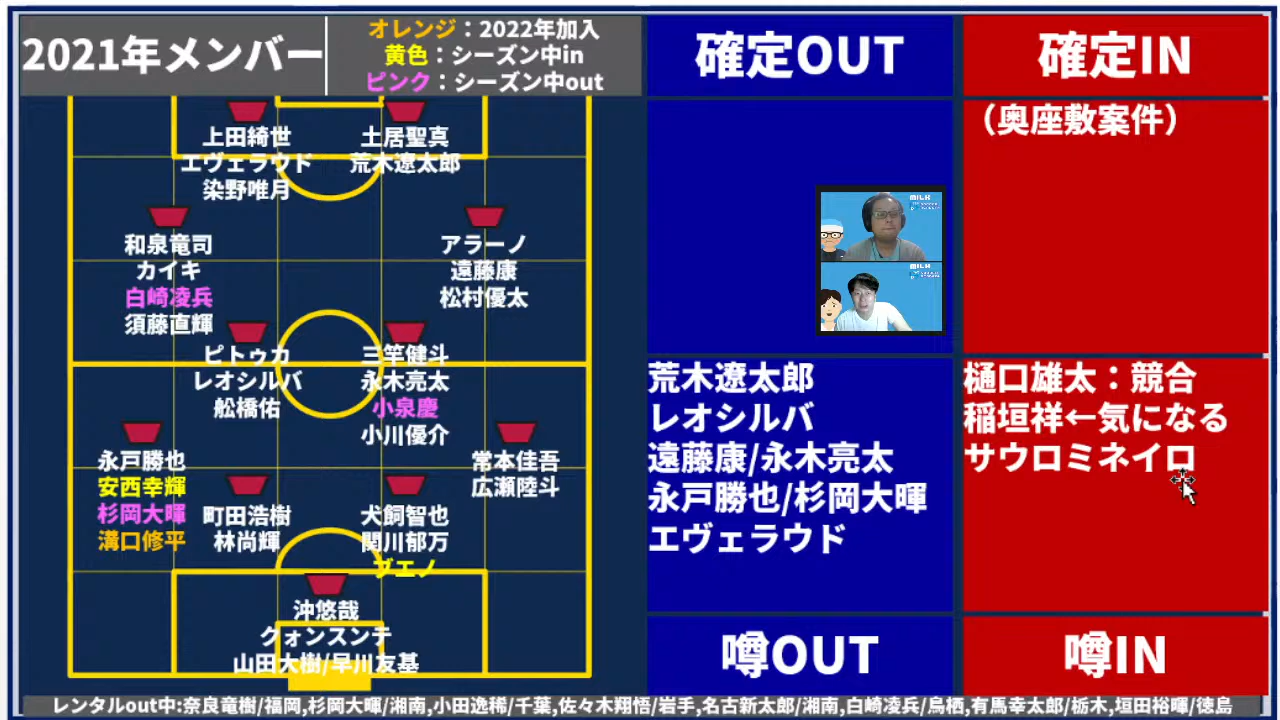 2021年メンバー
オレンジ：2022年加入
黄色：シーズン中in
ピンク：シーズン中out
確定OUT
確定IN
（奥座敷案件）
上田綺世
エヴェラウド
染野唯月
土居聖真
荒木遼太郎
和泉竜司
カイキ
白崎凌兵
須藤直輝
アラーノ
遠藤康
松村優太
ピトゥカ
レオシルバ
舩橋佑
三竿健斗
永木亮太
小泉慶
小川優介
永戸勝也
安西幸輝
杉岡大暉
溝口修平
町田浩樹
林尚輝
犬飼智也
関川郁万
ブエノ
常本佳吾
広瀬陸斗
沖悠哉
クォンスンテ
山田大樹/早川友基
荒木遼太郎
レオシルバ
遠藤康/永木亮太
永戸勝也/杉岡大暉
エヴェラウド
樋口雄太：競合
稲垣祥←気になる
サウロミネイロ
噂OUT
噂IN
MILK
MILK
レンタルout中:奈良竜樹/福岡,杉岡大暉/湘南,小田逸稀/千葉,佐々木翔悟/岩手,名古新太郎/湘南,白崎凌兵/鳥栖,有馬幸太郎/栃木,垣田裕暉/徳島